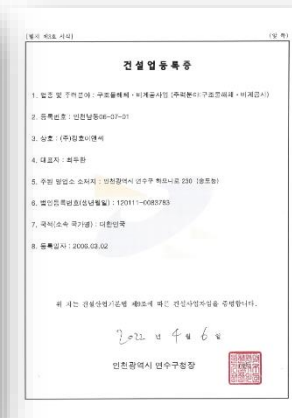 [별지 제3호 서식]
(앞 쪽)
건설업등록증
1. 업종 및 주력분야 : 구조물해체ㆍ비계공사업 (주력분야:구조물해체ㆍ비계공사)
2. 등록번호 : 인천남동06-07-01
3. 상호 : (주)킹호이앤씨
4. 대표자 : 최두환
5. 주된 영업소 소재지 : 인천광역시 연수구 하모니로 230 (송도동)
6. 법인등록번호(생년월일) : 120111-0083783
7. 국적(소속 국가명) : 대한민국
8. 등록일자 : 2006.03.02
위 자는 건설산업기본법 제9조에 따른 건설사업자임을 증명합니다.
2022 년 4 월 6 일
인천광역시 연수구청장